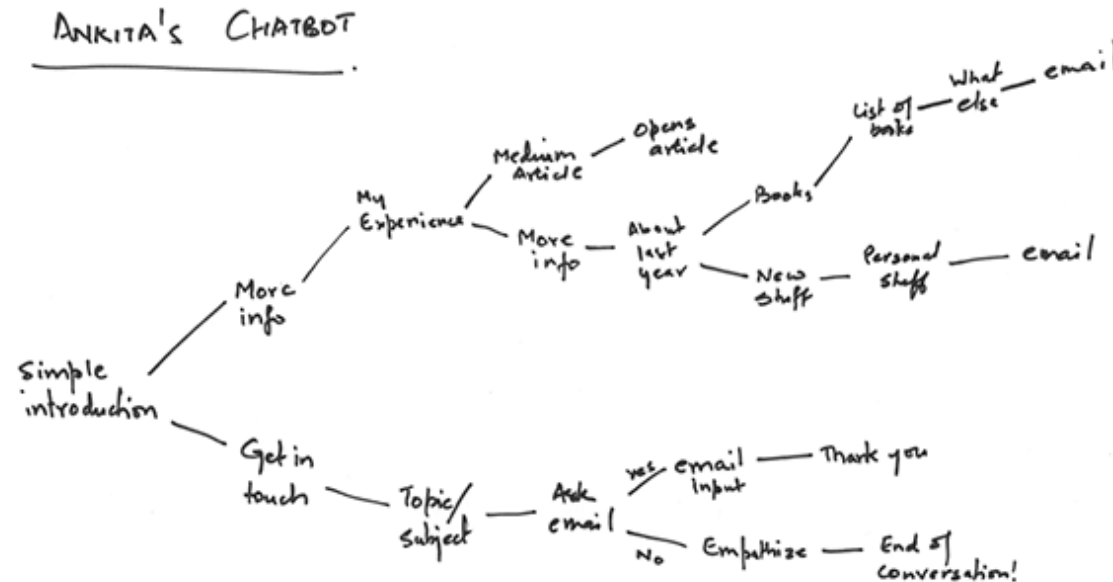 ANKITA'S CHATBOT
Simple
introduction
More
info
My
Experience
Medium
Article
Opens
article
More
info
About
last
year
Books
List of
books
What
else
email
New
stuff
Personal
stuff
email
Get in
touch
Topic/
subject
Ask
email
yes
email
input
Thank you
No
Empathize
End of
conversation!